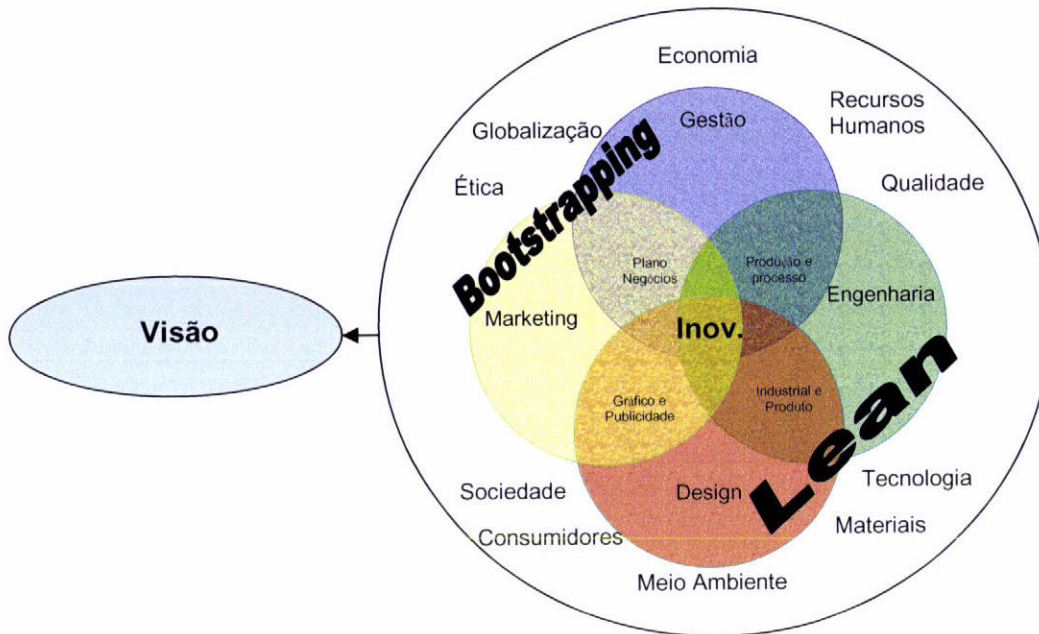 Economia
Recursos
Humanos
Gestão
Globalização
Ética
Qualidade
Bootstrapping
Plano
Negócios
Produção e
processo
Engenharia
Marketing
Inov.
Visão
Gráfico e
Publicidade
Industrial e
Produto
Lean
Sociedade
Design
Tecnologia
Consumidores
Materiais
Meio Ambiente